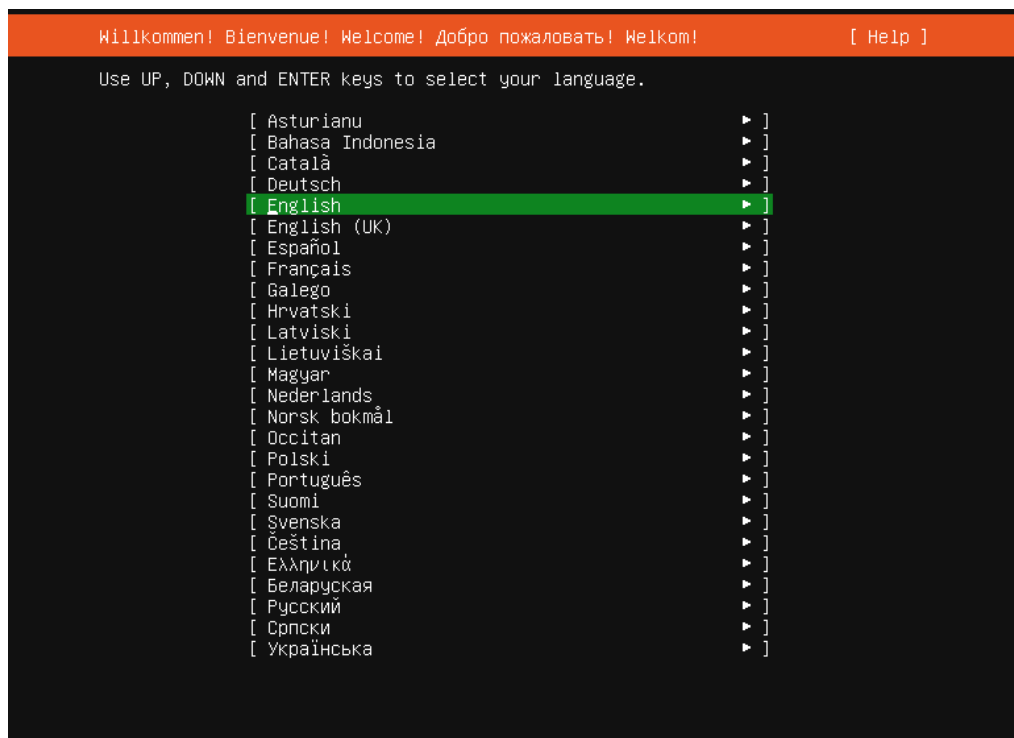 Willkommen! Bienvenue! Welcome! Добро пожаловать! Welkom! [ Help ]
Use UP, DOWN and ENTER keys to select your language.
[ Asturianu ▸ ]
[ Bahasa Indonesia ▸ ]
[ Català ▸ ]
[ Deutsch ▸ ]
[ English ▸ ]
[ English (UK) ▸ ]
[ Español ▸ ]
[ Français ▸ ]
[ Galego ▸ ]
[ Hrvatski ▸ ]
[ Latviski ▸ ]
[ Lietuviškai ▸ ]
[ Magyar ▸ ]
[ Nederlands ▸ ]
[ Norsk bokmål ▸ ]
[ Occitan ▸ ]
[ Polski ▸ ]
[ Português ▸ ]
[ Suomi ▸ ]
[ Svenska ▸ ]
[ Čeština ▸ ]
[ Ελληνικά ▸ ]
[ Беларуская ▸ ]
[ Русский ▸ ]
[ Српски ▸ ]
[ Українська ▸ ]